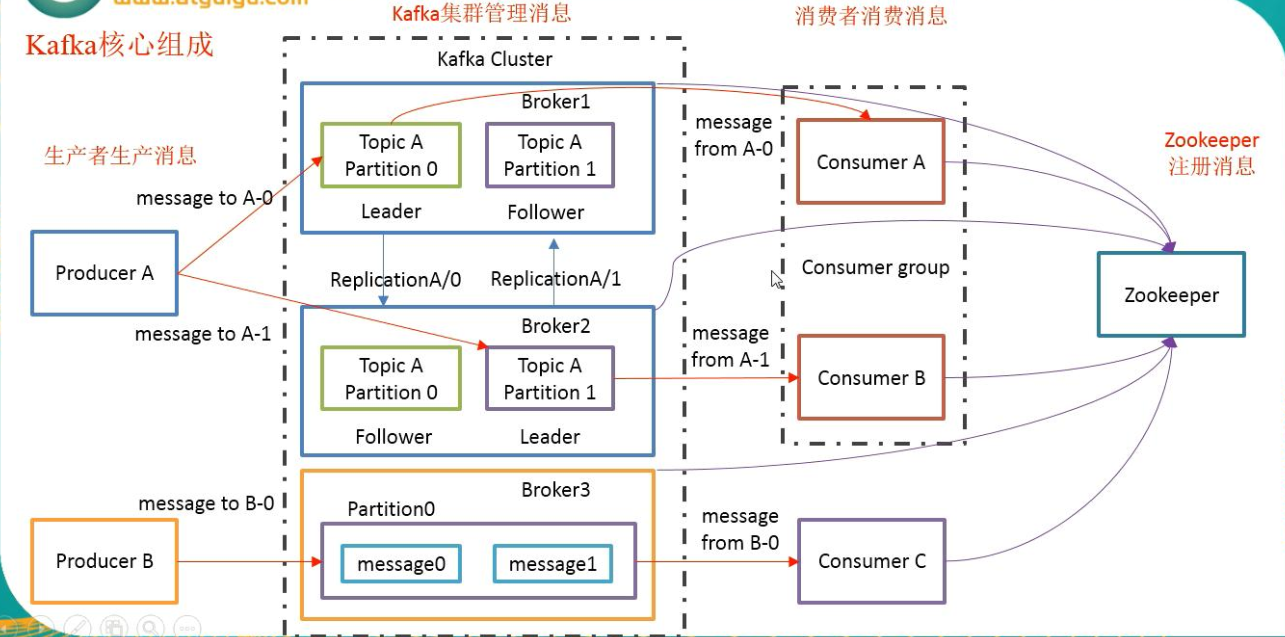 www.atguigu.com
Kafka核心组成
Kafka集群管理消息
消费者消费消息
Kafka Cluster
Broker1
Topic A
Partition 0
Topic A
Partition 1
Leader
Follower
生产者生产消息
message to A-0
Producer A
message to A-1
ReplicationA/0
ReplicationA/1
Broker2
Topic A
Partition 0
Topic A
Partition 1
Follower
Leader
message
from A-0
Consumer A
Consumer group
message
from A-1
Consumer B
Zookeeper
注册消息
Zookeeper
message to B-0
Producer B
Broker3
Partition0
message0
message1
message
from B-0
Consumer C